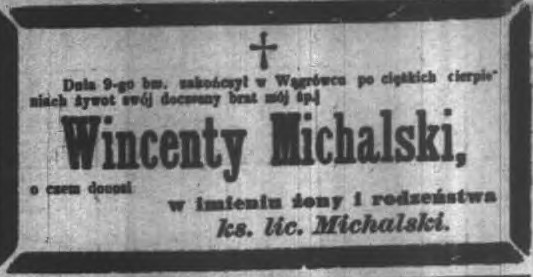 Dnia 9-go bm. zakończył w Wągrówcu po ciężkich cierpie-
niach żywot swój doczesny brat mój śp.
Wincenty Michalski,
o czem donosi
w imieniu żony i rodzeństwa
ks. lic. Michalski.